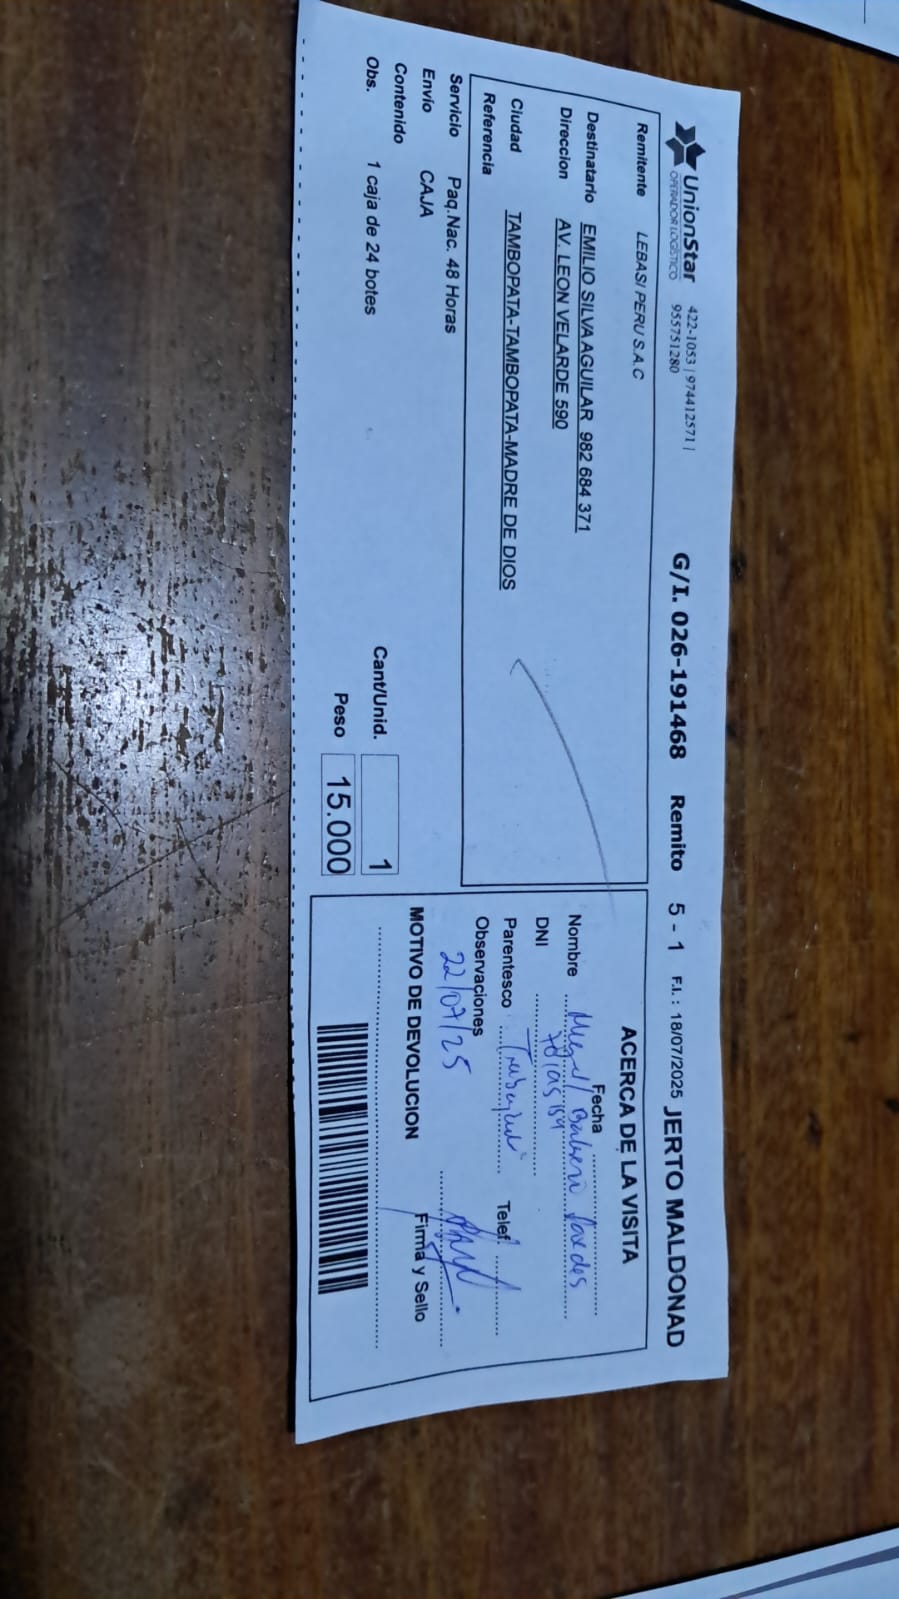 UnionStar 422-1053 | 974412571 |
OPERADOR LOGÍSTICO 955751280
G/I. 026-191468 Remito 5 - 1 F.I.: 18/07/2025 JERTO MALDONAD
Remitente LEBASI PERU S.A.C
Destinatario EMILIO SILVA AGUILAR 982 684 371
Direccion AV. LEON VELARDE 590
Ciudad TAMBOPATA-TAMBOPATA-MADRE DE DIOS
Referencia
Servicio Paq.Nac. 48 Horas
Envio CAJA
Contenido
Obs. 1 caja de 24 botes
Cant/Unid. 1
Peso 15.000
ACERCA DE LA VISITA
Fecha
Nombre Miguel
DNI
Parentesco Telef
Observaciones
22/07/25
MOTIVO DE DEVOLUCION Firma y Sello